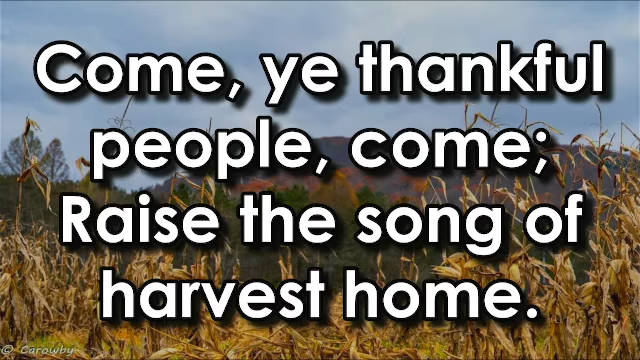 Come, ye thankful
people, come;
Raise the song of
harvest home.
© Carowby